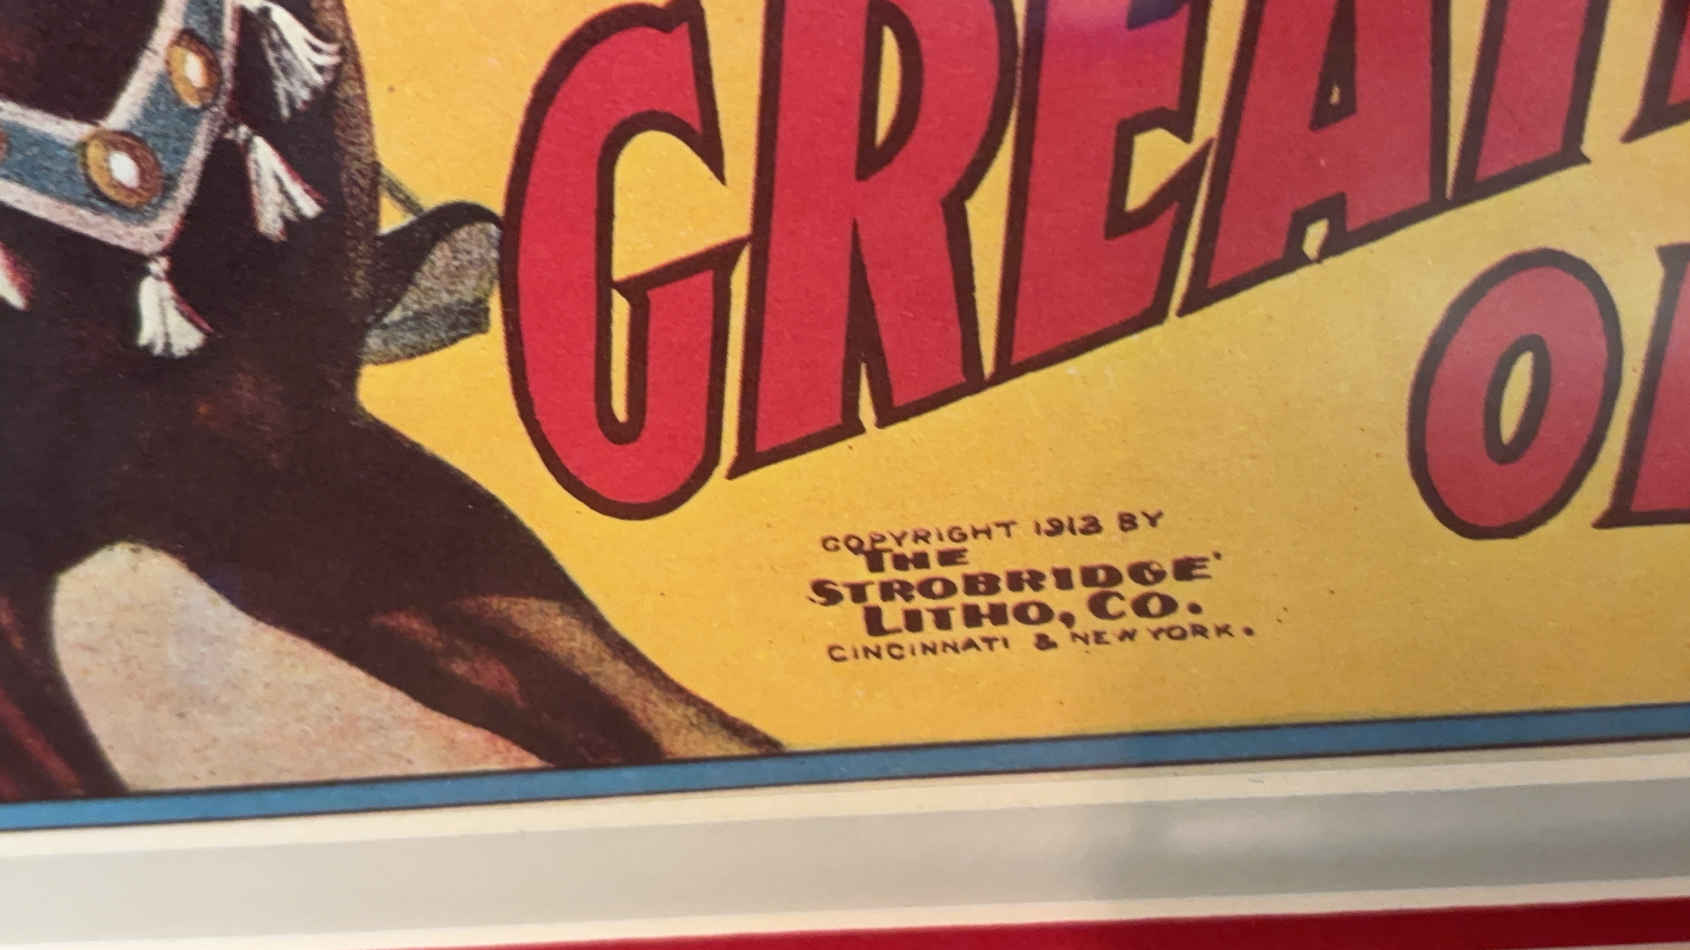 GREAT
COPYRIGHT 1913 BY
THE
STROBRIDGE
LITHO, CO.
CINCINNATI & NEW YORK.